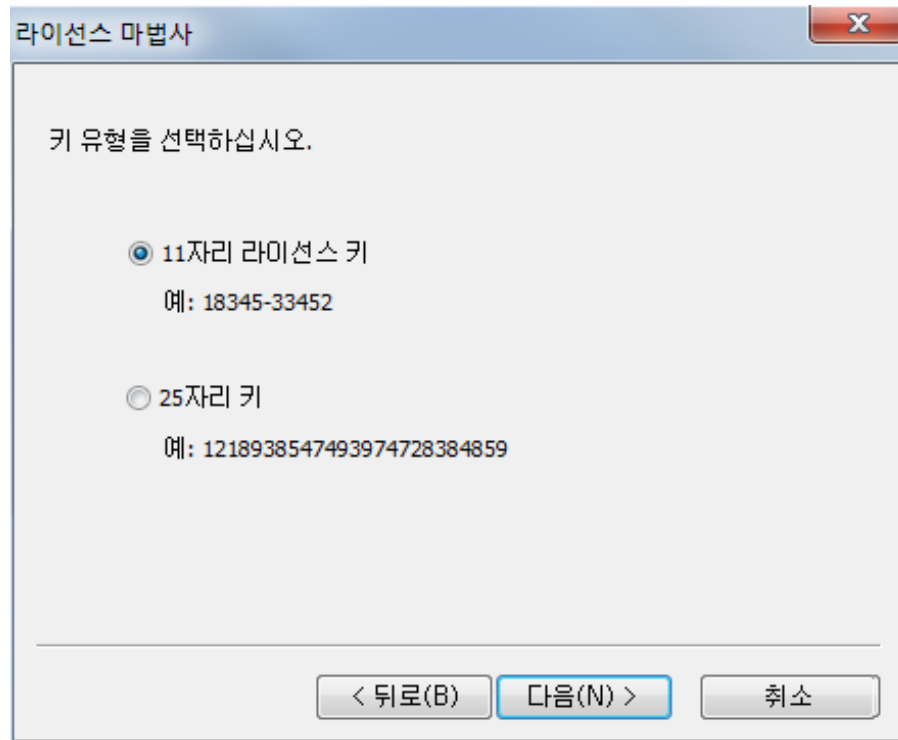 라이선스 마법사
키 유형을 선택하십시오.
11자리 라이선스 키
예: 18345-33452
25자리 키
예: 1218938547493974728384859
< 뒤로(B) 다음(N) > 취소